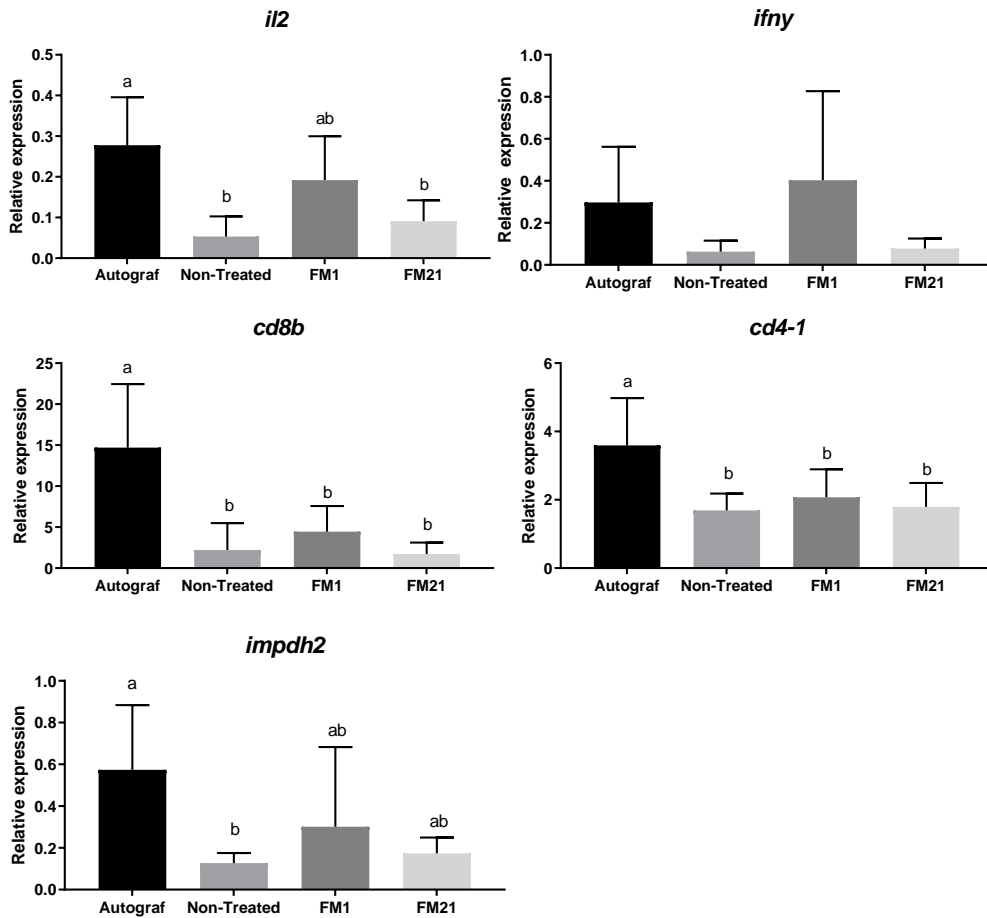 il2
Relative expression
0.5
0.4
0.3
0.2
0.1
0.0
a
b
ab
b
Autograf Non-Treated FM1 FM21
ifny
Relative expression
1.0
0.8
0.6
0.4
0.2
0.0
Autograf Non-Treated FM1 FM21
cd8b
Relative expression
25
20
15
10
5
0
a
b
b
b
Autograf Non-Treated FM1 FM21
cd4-1
Relative expression
6
4
2
0
a
b
b
b
Autograf Non-Treated FM1 FM21
impdh2
Relative expression
1.0
0.8
0.6
0.4
0.2
0.0
a
b
ab
ab
Autograf Non-Treated FM1 FM21